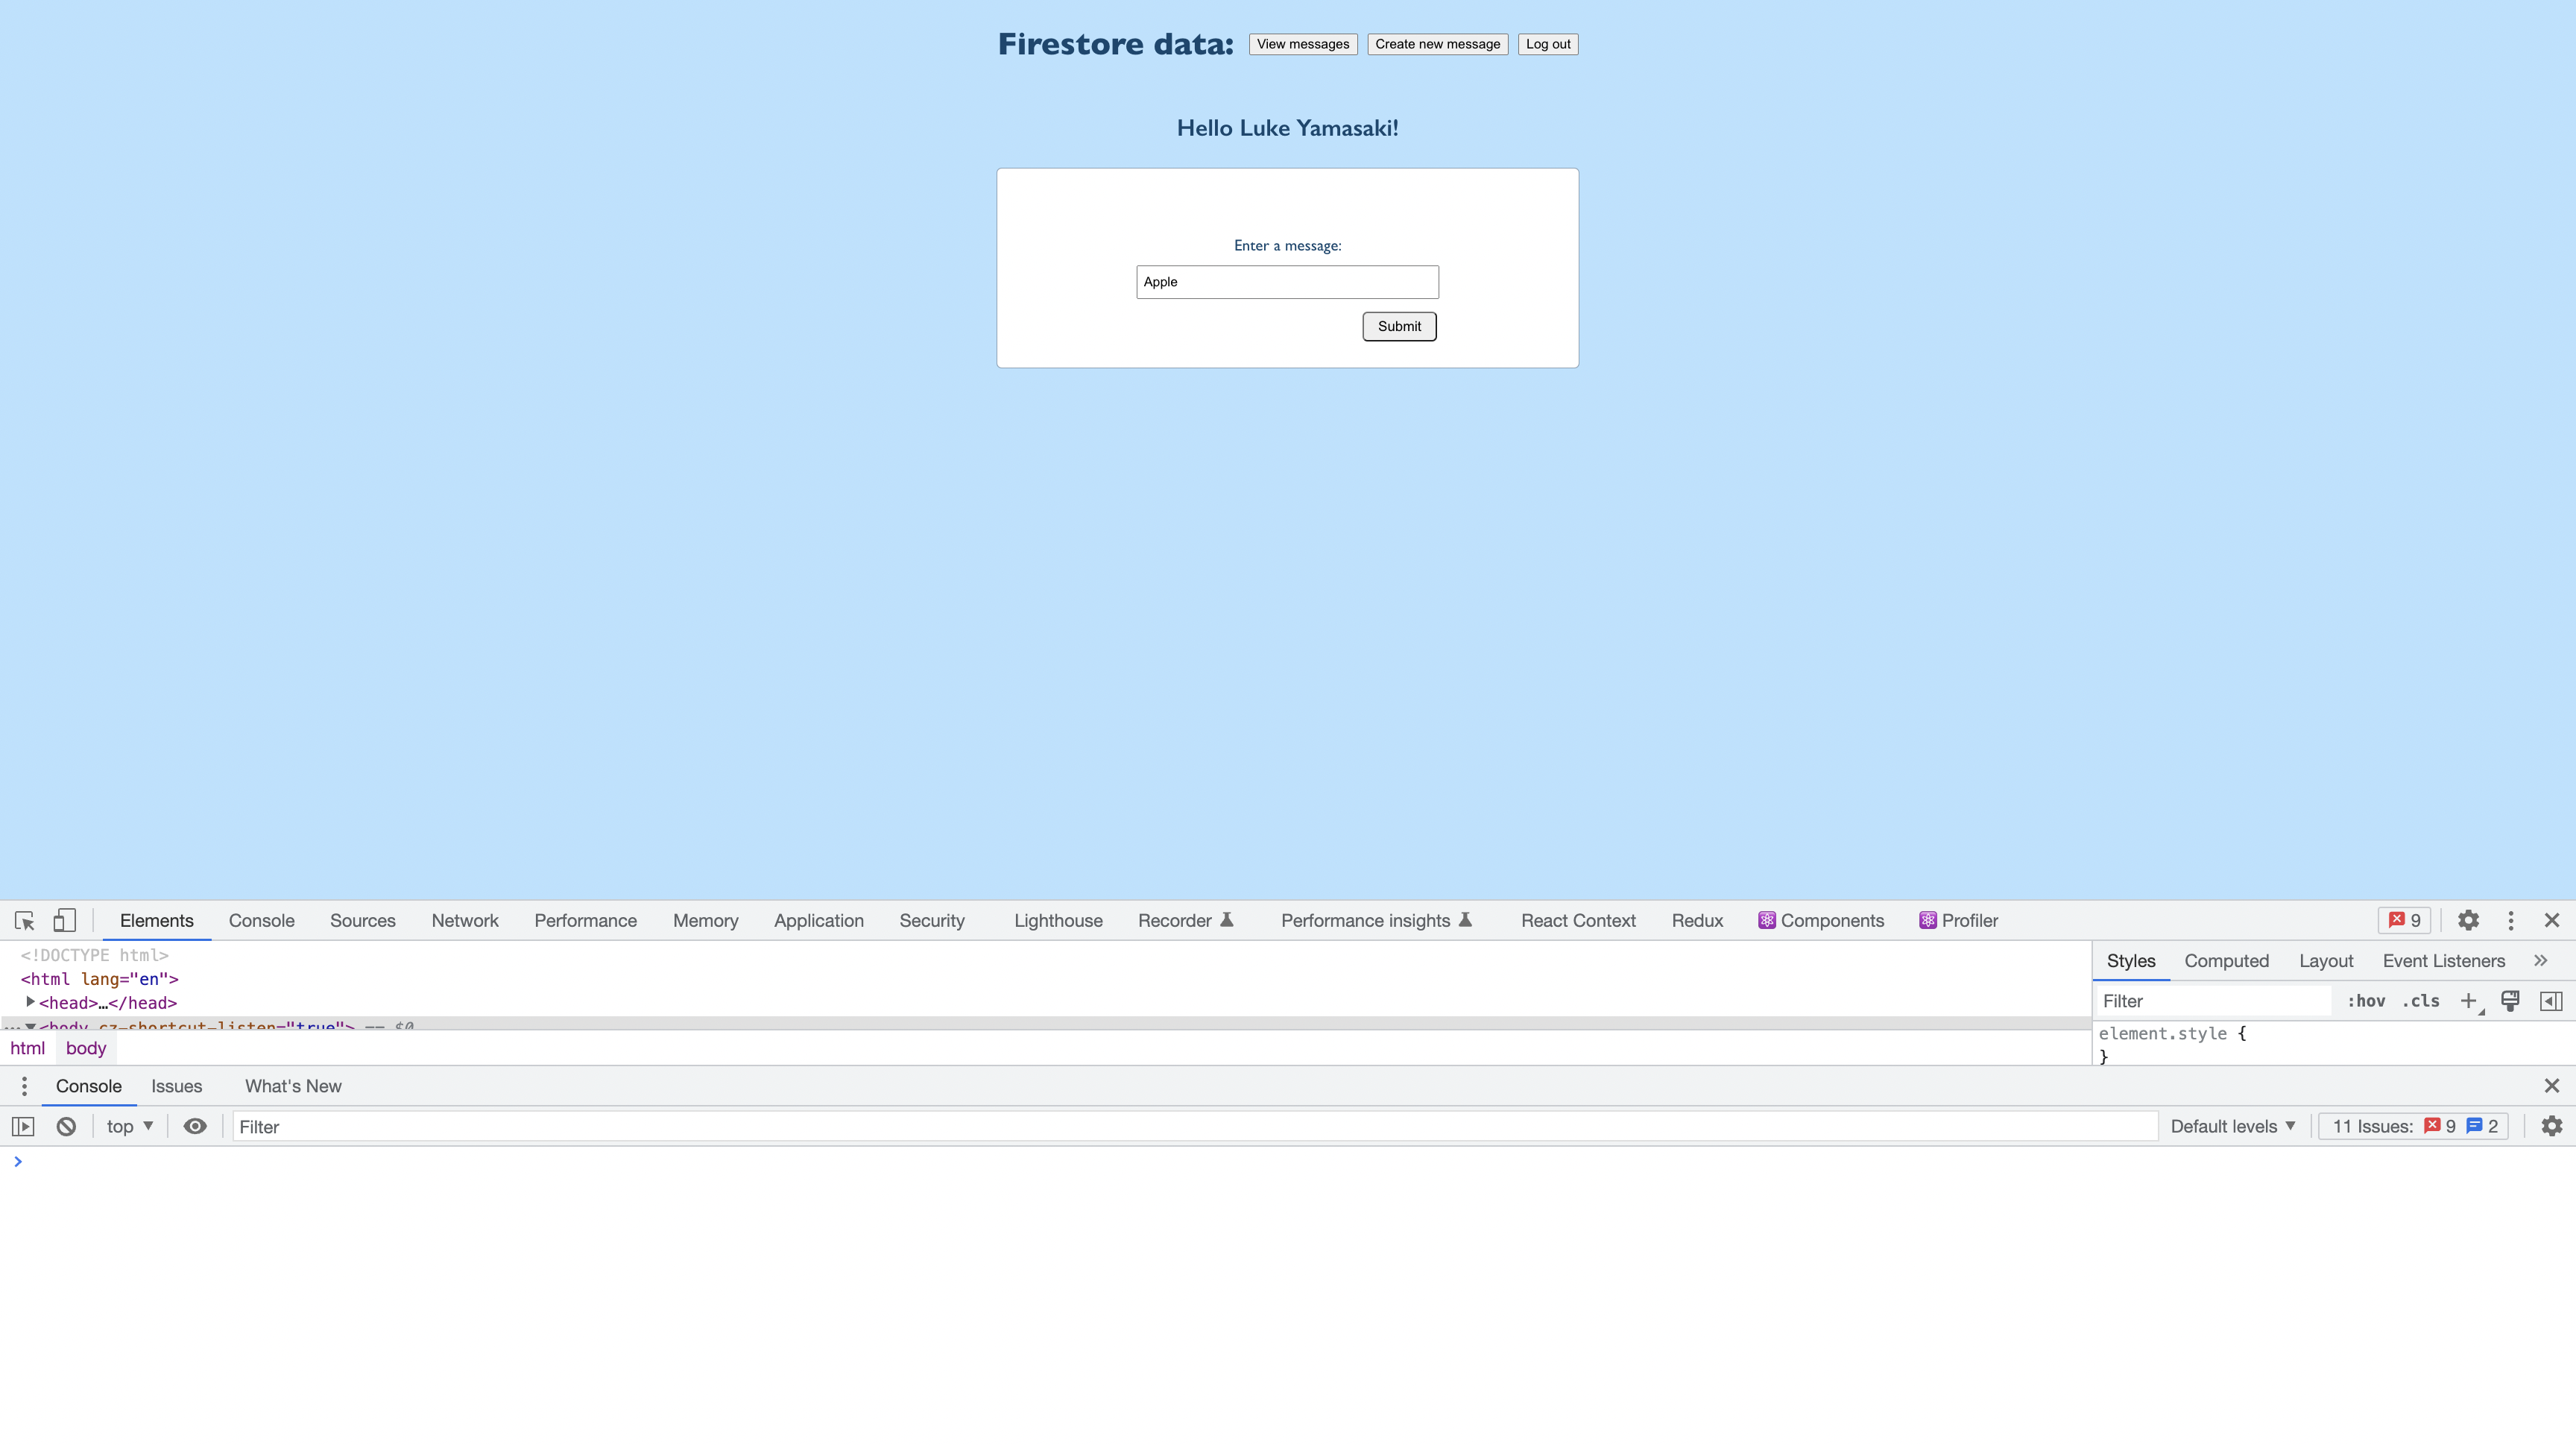 Firestore data: View messages Create new message Log out
Hello Luke Yamasaki!
Enter a message:
Apple
Submit
Elements Console Sources Network Performance Memory Application Security Lighthouse Recorder Performance insights React Context Redux Components Profiler 9
<!DOCTYPE html>
<html lang="en">
<head>…</head>
<body cz-shortcut-listen="true"> == $0
html body
Styles Computed Layout Event Listeners
Filter :hov .cls
element.style {
}
Console Issues What's New
top Filter Default levels 11 Issues: 9 2